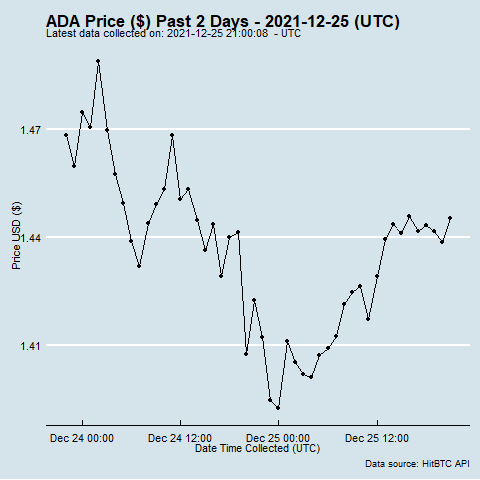 ADA Price ($) Past 2 Days - 2021-12-25 (UTC)
Latest data collected on: 2021-12-25 21:00:08 - UTC
1.47
1.44
1.41
Price USD ($)
Dec 24 00:00
Dec 24 12:00
Dec 25 00:00
Dec 25 12:00
Date Time Collected (UTC)
Data source: HitBTC API